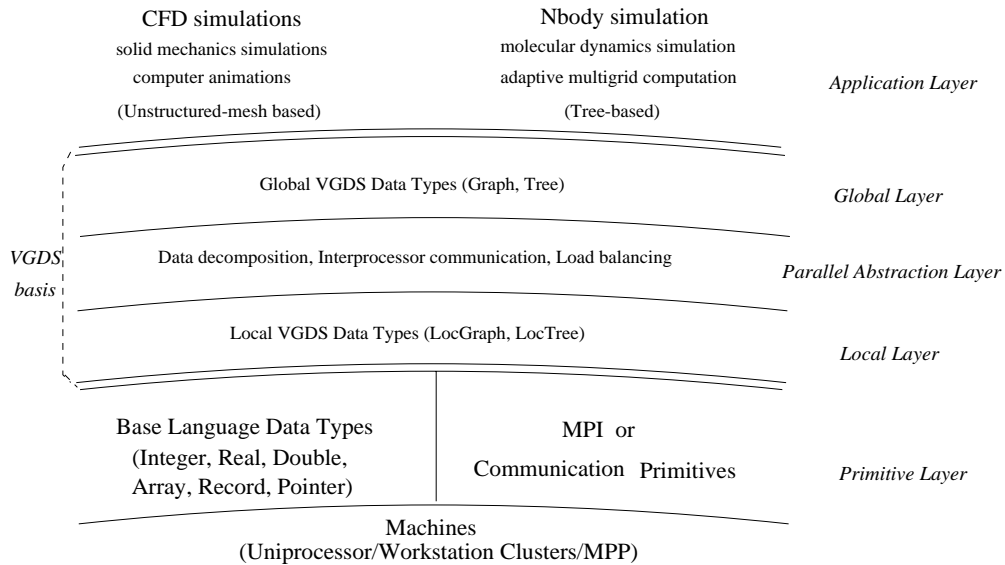 CFD simulations
solid mechanics simulations
computer animations
(Unstructured-mesh based)
Nbody simulation
molecular dynamics simulation
adaptive multigrid computation
(Tree-based)
Application Layer
Global VGDS Data Types (Graph, Tree)
Global Layer
VGDS
basis
Data decomposition, Interprocessor communication, Load balancing
Parallel Abstraction Layer
Local VGDS Data Types (LocGraph, LocTree)
Local Layer
Base Language Data Types
(Integer, Real, Double,
Array, Record, Pointer)
MPI or
Communication Primitives
Primitive Layer
Machines
(Uniprocessor/Workstation Clusters/MPP)